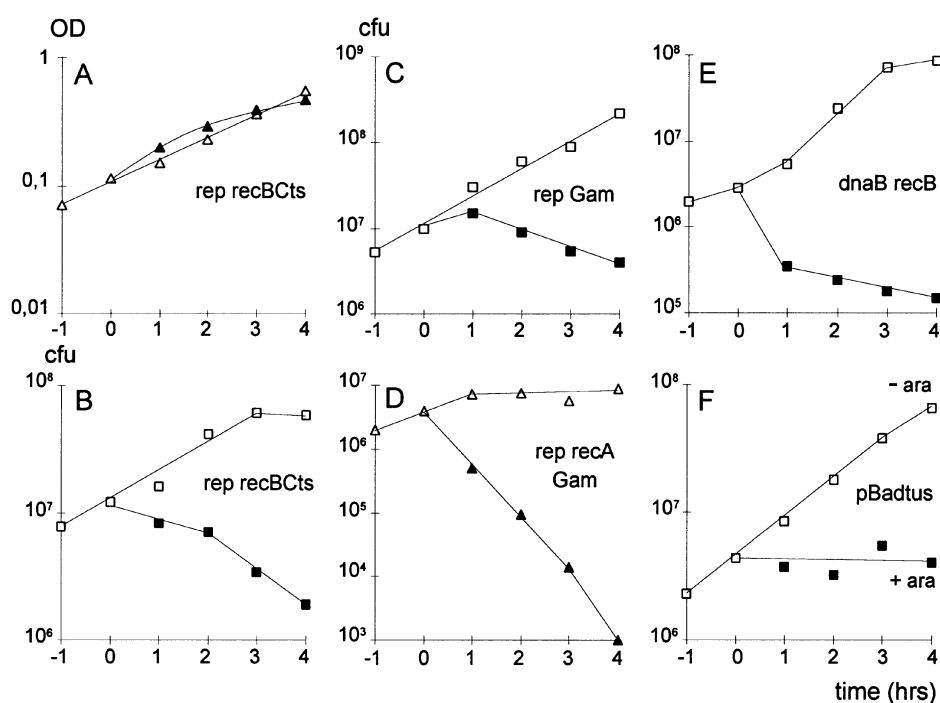 OD
1
0,1
0,01
A
rep recBCts
-1 0 1 2 3 4
cfu
10⁸
10⁷
10⁶
B
rep recBCts
-1 0 1 2 3 4
cfu
10⁹
10⁸
10⁷
10⁶
C
rep Gam
-1 0 1 2 3 4
10⁷
10⁶
10⁵
10⁴
10³
D
rep recA
Gam
-1 0 1 2 3 4
10⁸
10⁷
10⁶
10⁵
E
dnaB recB
-1 0 1 2 3 4
10⁸
10⁷
10⁶
F
- ara
pBadtus
+ ara
-1 0 1 2 3 4
time (hrs)